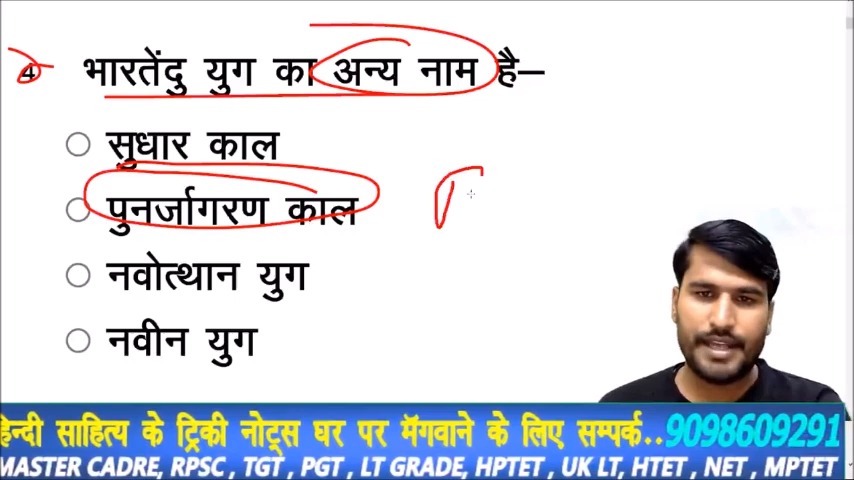 4 भारतेंदु युग का अन्य नाम है–
सुधार काल
पुनर्जागरण काल
नवोत्थान युग
नवीन युग
हिन्दी साहित्य के ट्रिकी नोट्स घर पर मॅगवाने के लिए सम्पर्क..9098609291
MASTER CADRE, RPSC , TGT , PGT , LT GRADE, HPTET , UK LT, HTET , NET , MPTET